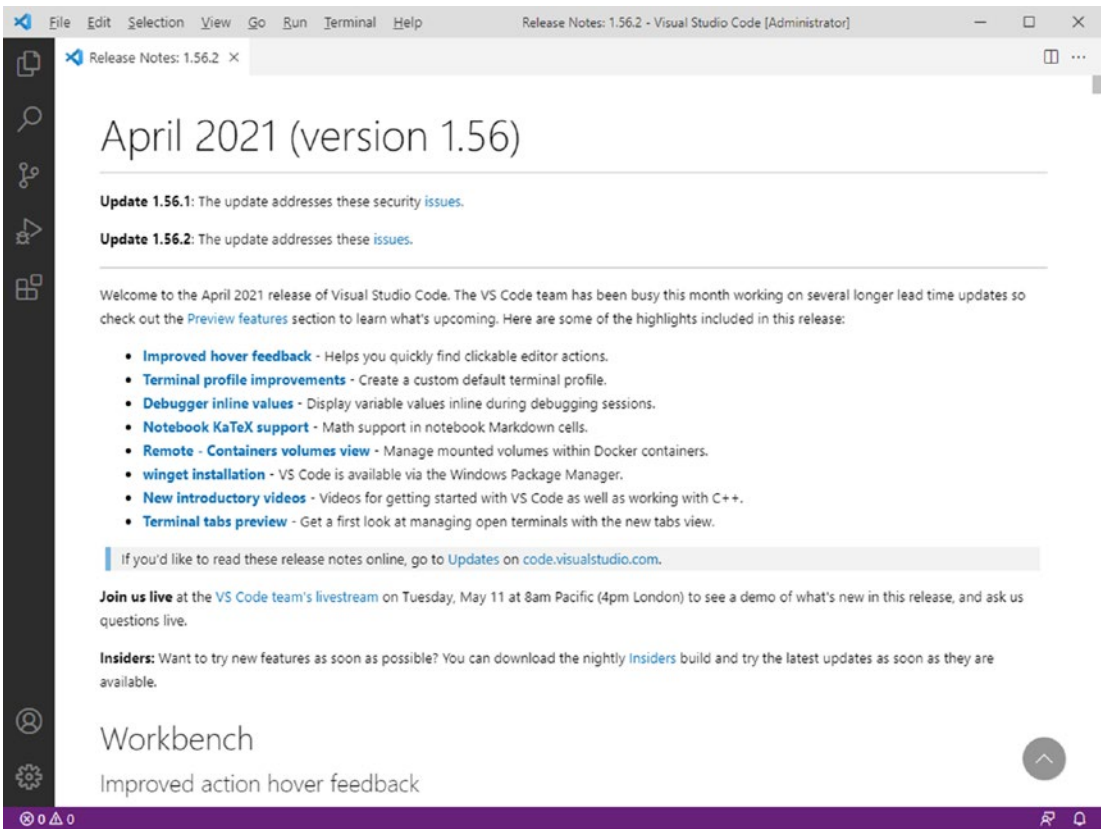 File Edit Selection View Go Run Terminal Help Release Notes: 1.56.2 - Visual Studio Code [Administrator]
Release Notes: 1.56.2
April 2021 (version 1.56)
Update 1.56.1: The update addresses these security issues.
Update 1.56.2: The update addresses these issues.
Welcome to the April 2021 release of Visual Studio Code. The VS Code team has been busy this month working on several longer lead time updates so
check out the Preview features section to learn what's upcoming. Here are some of the highlights included in this release:
• Improved hover feedback - Helps you quickly find clickable editor actions.
• Terminal profile improvements - Create a custom default terminal profile.
• Debugger inline values - Display variable values inline during debugging sessions.
• Notebook KaTeX support - Math support in notebook Markdown cells.
• Remote - Containers volumes view - Manage mounted volumes within Docker containers.
• winget installation - VS Code is available via the Windows Package Manager.
• New introductory videos - Videos for getting started with VS Code as well as working with C++.
• Terminal tabs preview - Get a first look at managing open terminals with the new tabs view.
If you'd like to read these release notes online, go to Updates on code.visualstudio.com.
Join us live at the VS Code team's livestream on Tuesday, May 11 at 8am Pacific (4pm London) to see a demo of what's new in this release, and ask us
questions live.
Insiders: Want to try new features as soon as possible? You can download the nightly Insiders build and try the latest updates as soon as they are
available.
Workbench
Improved action hover feedback
0 0